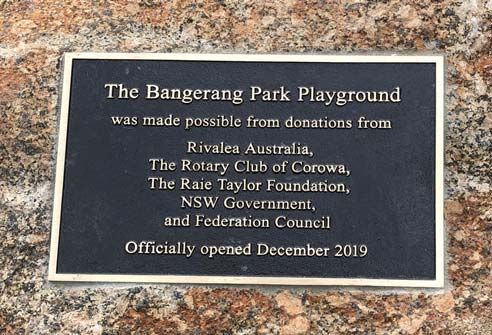 The Bangerang Park Playground
was made possible from donations from
Rivalea Australia,
The Rotary Club of Corowa,
The Raie Taylor Foundation,
NSW Government,
and Federation Council
Officially opened December 2019